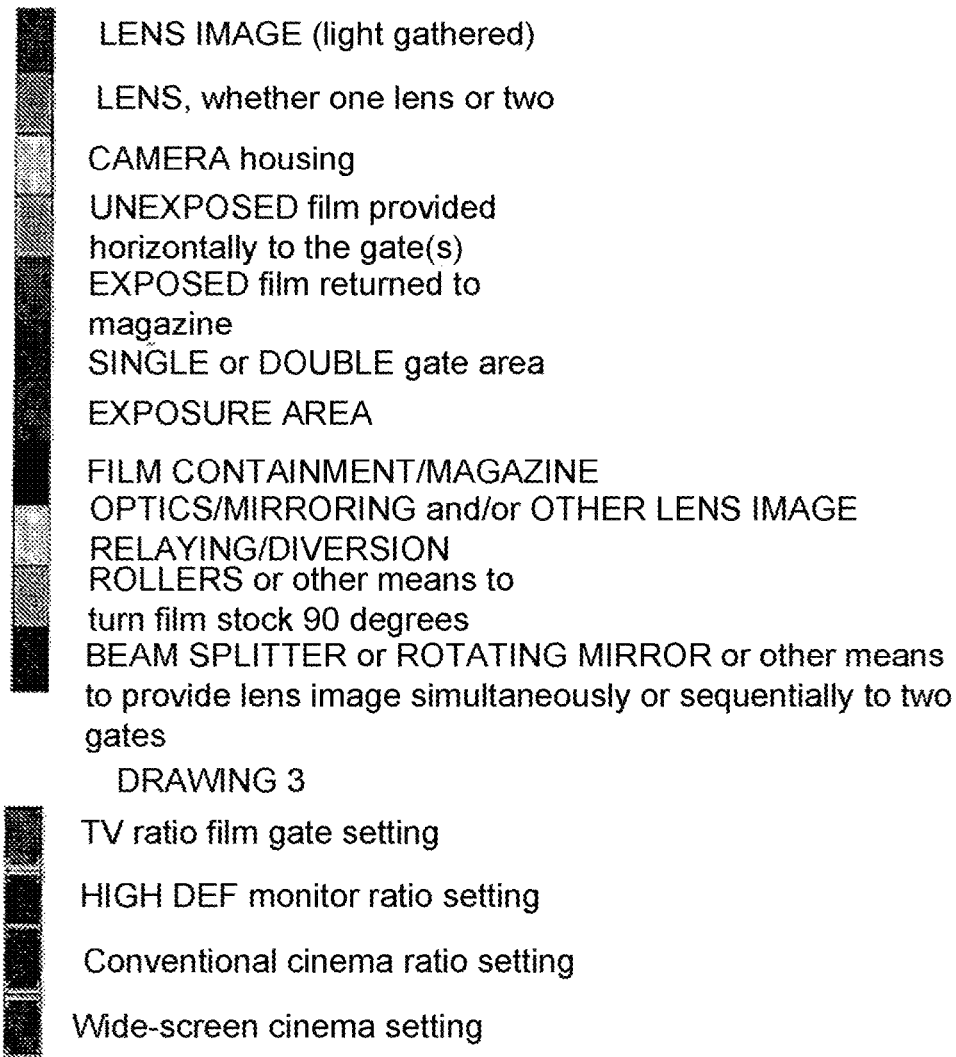 LENS IMAGE (light gathered)
LENS, whether one lens or two
CAMERA housing
UNEXPOSED film provided
horizontally to the gate(s)
EXPOSED film returned to
magazine
SINGLE or DOUBLE gate area
EXPOSURE AREA
FILM CONTAINMENT/MAGAZINE
OPTICS/MIRRORING and/or OTHER LENS IMAGE
RELAYING/DIVERSION
ROLLERS or other means to
turn film stock 90 degrees
BEAM SPLITTER or ROTATING MIRROR or other means
to provide lens image simultaneously or sequentially to two
gates
DRAWING 3
TV ratio film gate setting
HIGH DEF monitor ratio setting
Conventional cinema ratio setting
Wide-screen cinema setting